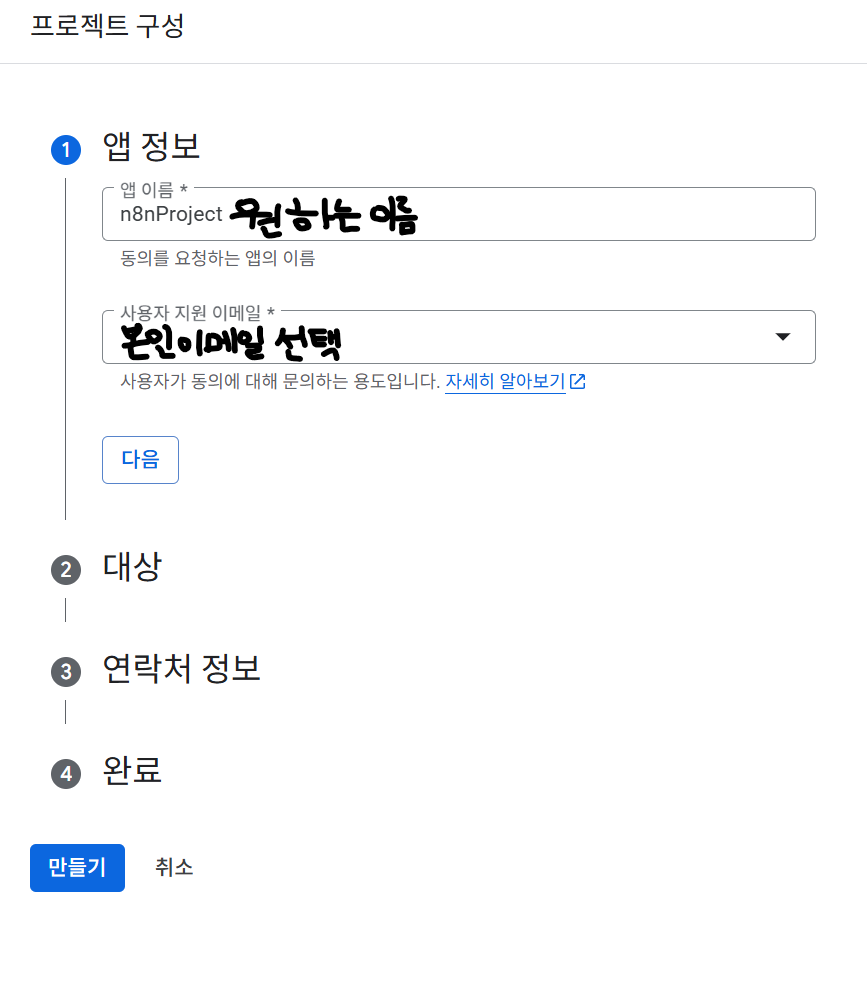 프로젝트 구성
1 앱 정보
앱 이름 *
n8nProject 우원하는 이름
동의를 요청하는 앱의 이름
사용자 지원 이메일 *
본인이메일 선택
사용자가 동의에 대해 문의하는 용도입니다. 자세히 알아보기
다음
2 대상
3 연락처 정보
4 완료
만들기 취소